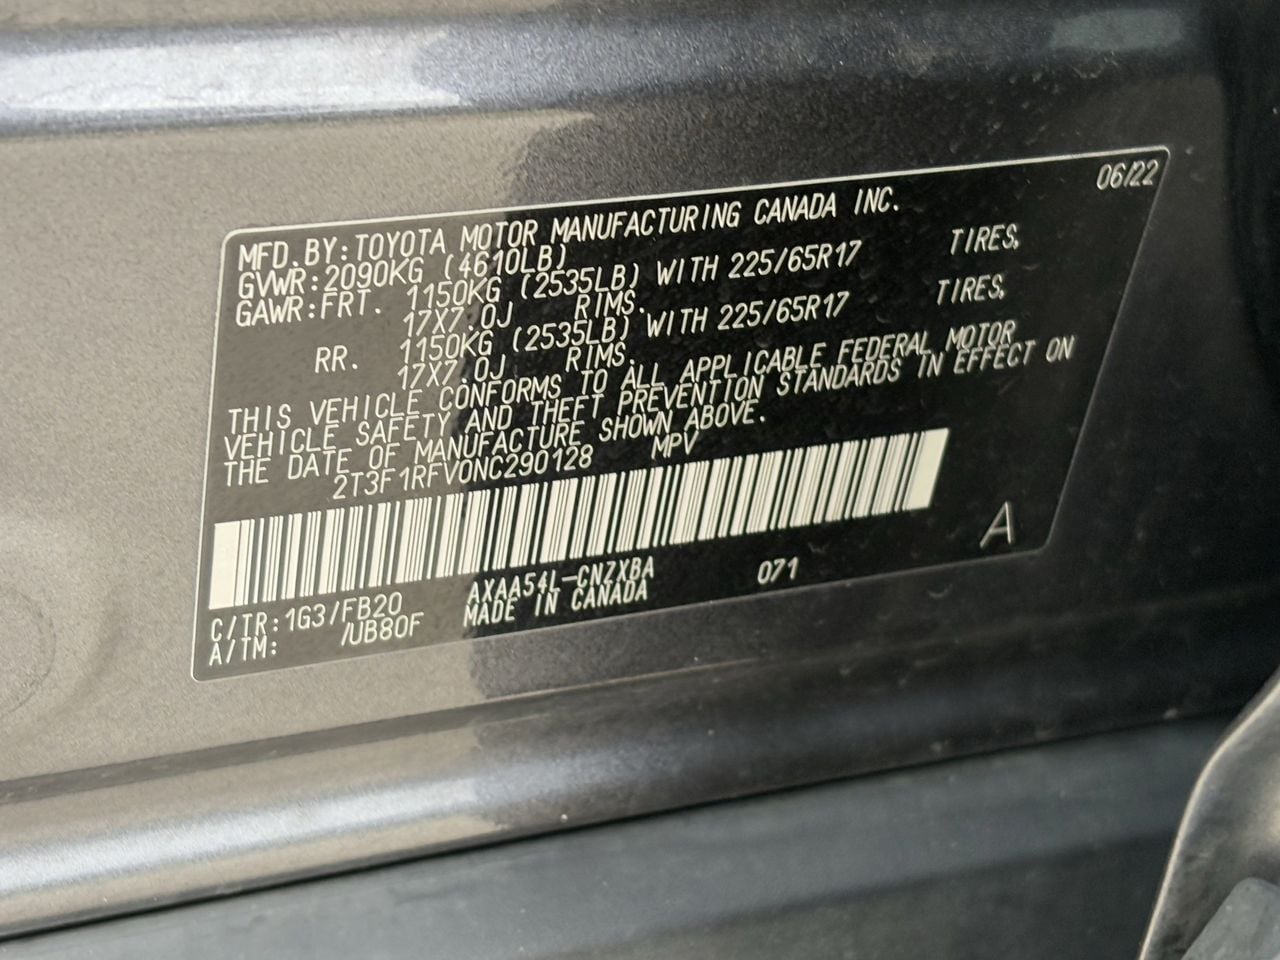 06/22
MFD.BY:TOYOTA MOTOR MANUFACTURING CANADA INC.
GVWR:2090KG (4610LB)
GAWR:FRT. 1150KG (2535LB) WITH 225/65R17 TIRES,
17X7.0J RIMS.
RR. 1150KG (2535LB) WITH 225/65R17 TIRES,
17X7.0J RIMS.
THIS VEHICLE CONFORMS TO ALL APPLICABLE FEDERAL MOTOR
VEHICLE SAFETY AND THEFT PREVENTION STANDARDS IN EFFECT ON
THE DATE OF MANUFACTURE SHOWN ABOVE.
2T3F1RFV0NC290128 MPV
A
C/TR:1G3/FB20 AXAA54L-CNZXBA 071
A/TM: /UB80F MADE IN CANADA